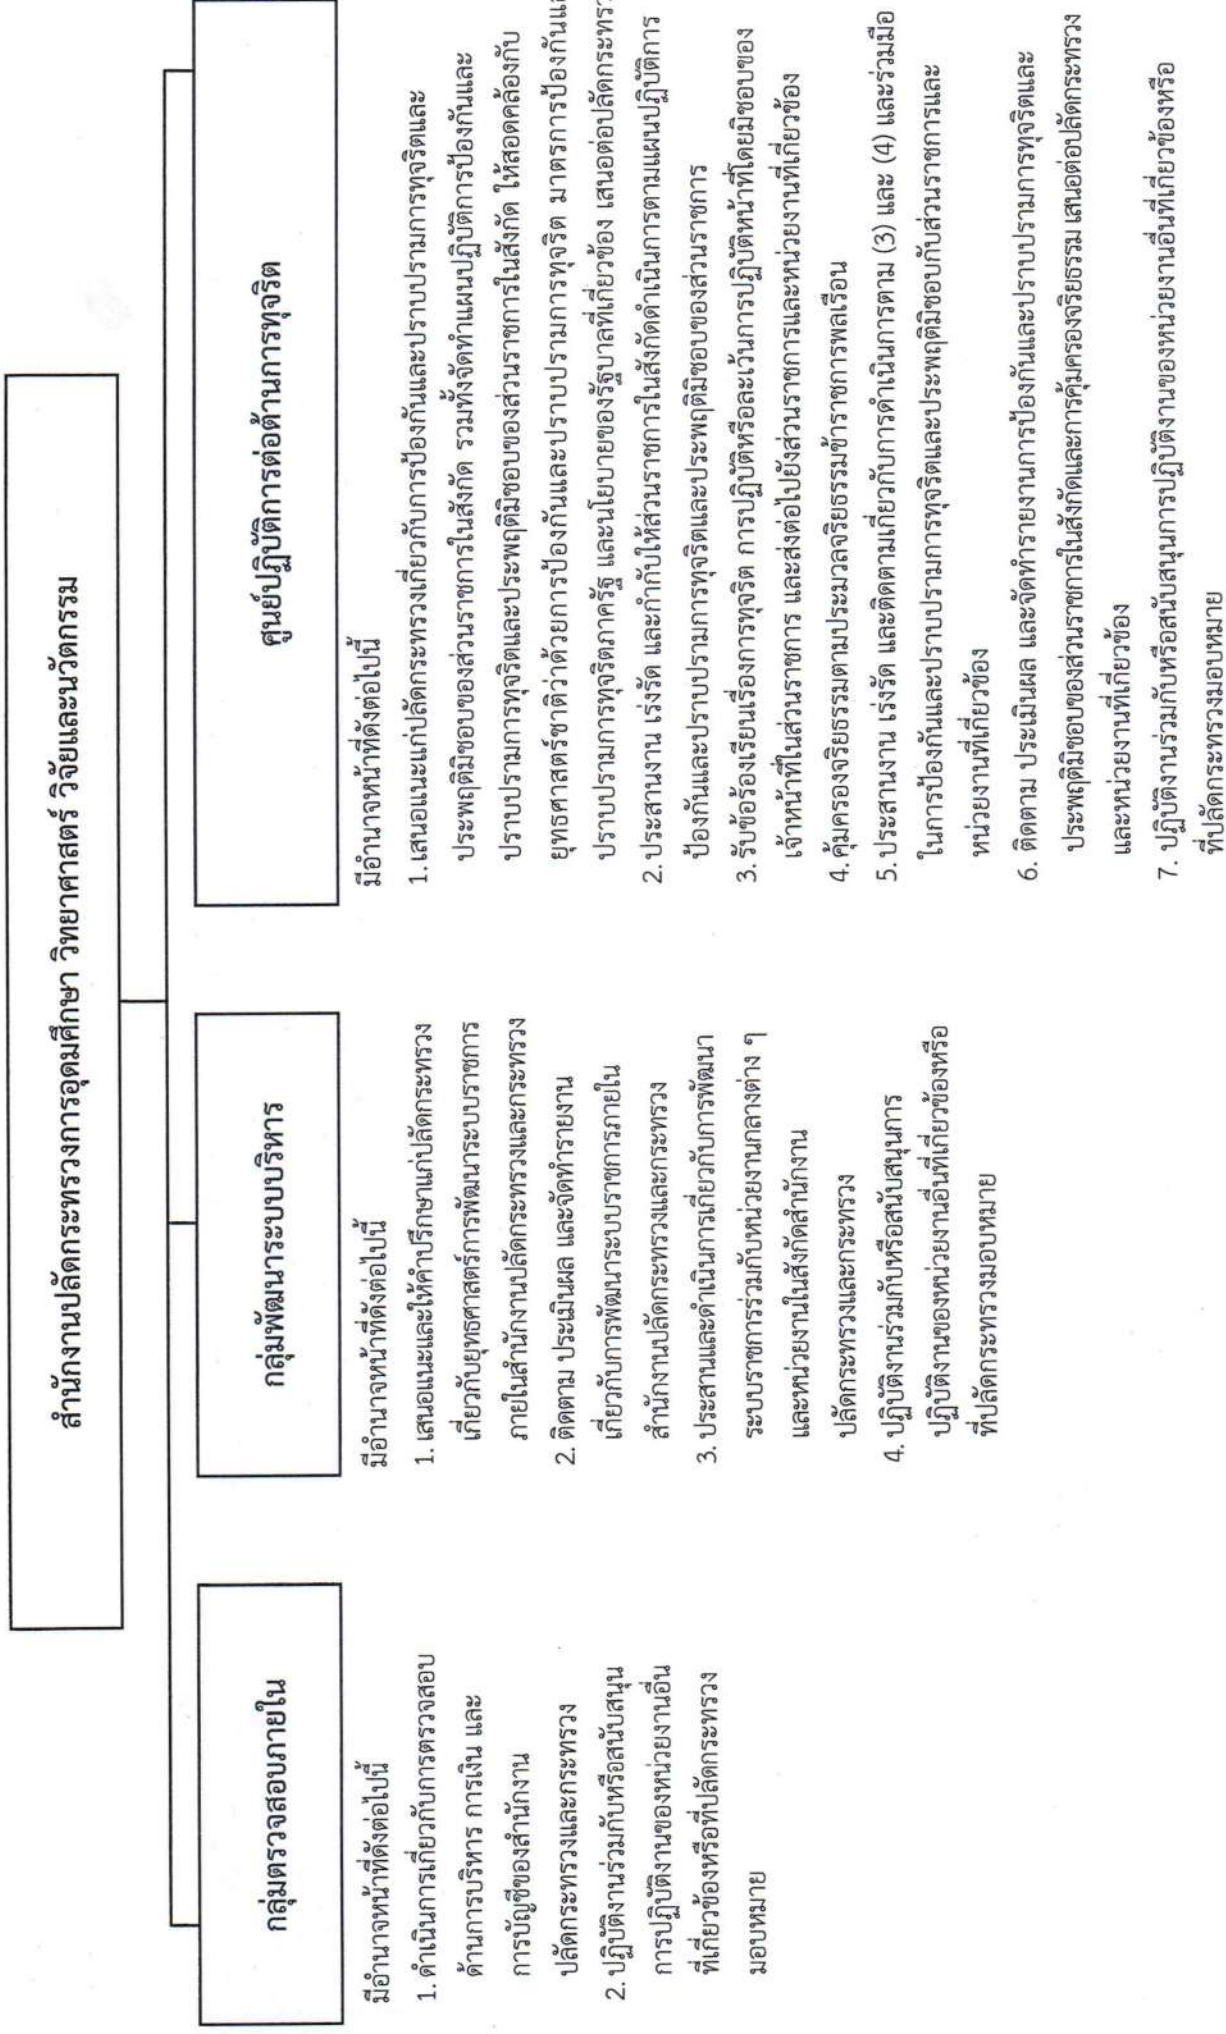 สำนักงานปลัดกระทรวงการอุดมศึกษา วิทยาศาสตร์ วิจัยและนวัตกรรม
กลุ่มตรวจสอบภายใน
มีอำนาจหน้าที่ดังต่อไปนี้
1. ดำเนินการเกี่ยวกับการตรวจสอบ
ด้านการบริหาร การเงิน และ
การบัญชีของสำนักงาน
ปลัดกระทรวงและกระทรวง
2. ปฏิบัติงานร่วมกับหรือสนับสนุน
การปฏิบัติงานของหน่วยงานอื่น
ที่เกี่ยวข้องหรือที่ปลัดกระทรวง
มอบหมาย
กลุ่มพัฒนาระบบบริหาร
มีอำนาจหน้าที่ดังต่อไปนี้
1. เสนอแนะและให้คำปรึกษาแก่ปลัดกระทรวง
เกี่ยวกับยุทธศาสตร์การพัฒนาระบบราชการ
ภายในสำนักงานปลัดกระทรวงและกระทรวง
2. ติดตาม ประเมินผล และจัดทำรายงาน
เกี่ยวกับการพัฒนาระบบราชการภายใน
สำนักงานปลัดกระทรวงและกระทรวง
3. ประสานและดำเนินการเกี่ยวกับการพัฒนา
ระบบราชการร่วมกับหน่วยงานกลางต่าง ๆ
และหน่วยงานในสังกัดสำนักงาน
ปลัดกระทรวงและกระทรวง
4. ปฏิบัติงานร่วมกับหรือสนับสนุนการ
ปฏิบัติงานของหน่วยงานอื่นที่เกี่ยวข้องหรือ
ที่ปลัดกระทรวงมอบหมาย
ศูนย์ปฏิบัติการต่อต้านการทุจริต
มีอำนาจหน้าที่ดังต่อไปนี้
1. เสนอแนะแก่ปลัดกระทรวงเกี่ยวกับการป้องกันและปราบปรามการทุจริตและ
ประพฤติมิชอบของส่วนราชการในสังกัด รวมทั้งจัดทำแผนปฏิบัติการป้องกันและ
ปราบปรามการทุจริตและประพฤติมิชอบของส่วนราชการในสังกัด ให้สอดคล้องกับ
ยุทธศาสตร์ชาติว่าด้วยการป้องกันและปราบปรามการทุจริต มาตรการป้องกันและ
ปราบปรามการทุจริตภาครัฐ และนโยบายของรัฐบาลที่เกี่ยวข้อง เสนอต่อปลัดกระทรวง
2. ประสานงาน เร่งรัด และกำกับให้ส่วนราชการในสังกัดดำเนินการตามแผนปฏิบัติการ
ป้องกันและปราบปรามการทุจริตและประพฤติมิชอบของส่วนราชการ
3. รับข้อร้องเรียนเรื่องการทุจริต การปฏิบัติหรือละเว้นการปฏิบัติหน้าที่โดยมิชอบของ
เจ้าหน้าที่ในส่วนราชการ และส่งต่อไปยังส่วนราชการและหน่วยงานที่เกี่ยวข้อง
4. คุ้มครองจริยธรรมตามประมวลจริยธรรมข้าราชการพลเรือน
5. ประสานงาน เร่งรัด และติดตามเกี่ยวกับการดำเนินการตาม (3) และ (4) และร่วมมือ
ในการป้องกันและปราบปรามการทุจริตและประพฤติมิชอบกับส่วนราชการและ
หน่วยงานที่เกี่ยวข้อง
6. ติดตาม ประเมินผล และจัดทำรายงานการป้องกันและปราบปรามการทุจริตและ
ประพฤติมิชอบของส่วนราชการในสังกัดและการคุ้มครองจริยธรรม เสนอต่อปลัดกระทรวง
และหน่วยงานที่เกี่ยวข้อง
7. ปฏิบัติงานร่วมกับหรือสนับสนุนการปฏิบัติงานของหน่วยงานอื่นที่เกี่ยวข้องหรือ
ที่ปลัดกระทรวงมอบหมาย